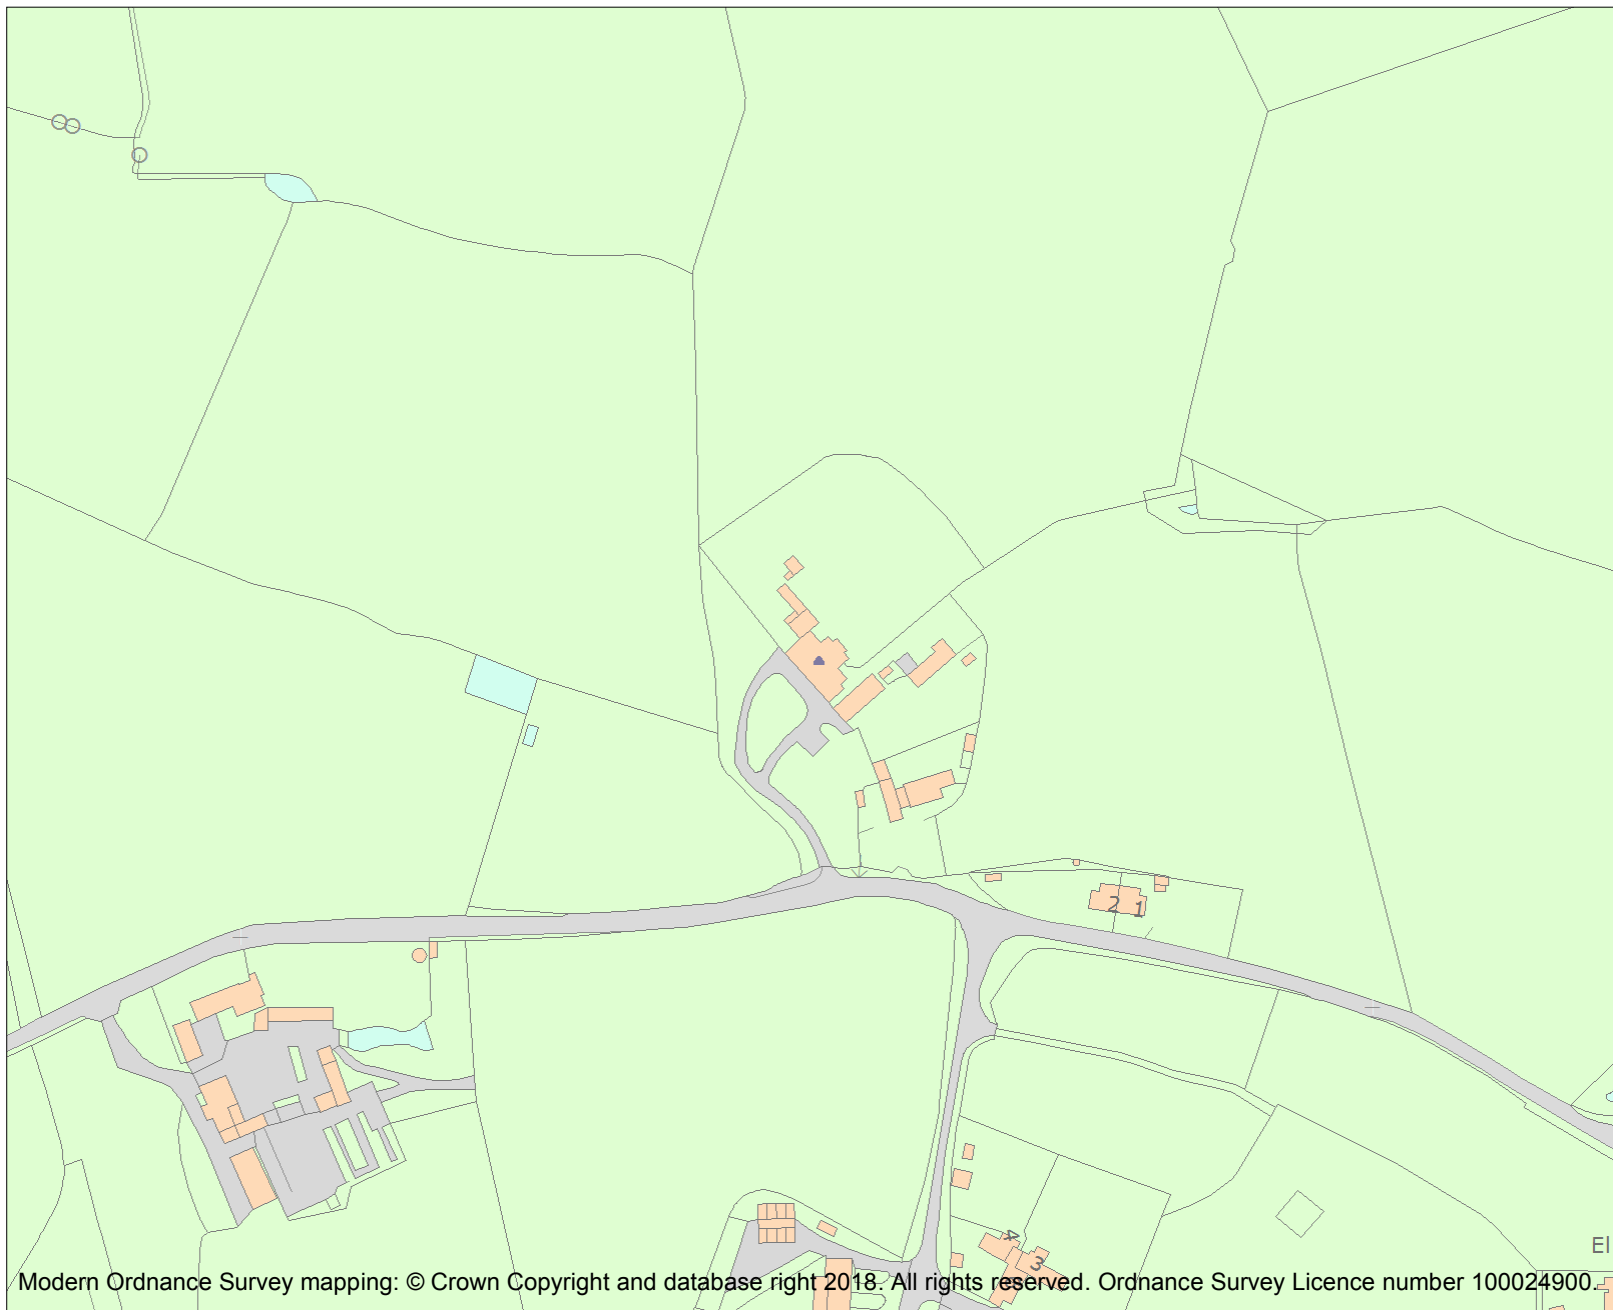 2 1
4
3
El
Modern Ordnance Survey mapping: © Crown Copyright and database right 2018. All rights reserved. Ordnance Survey Licence number 100024900.